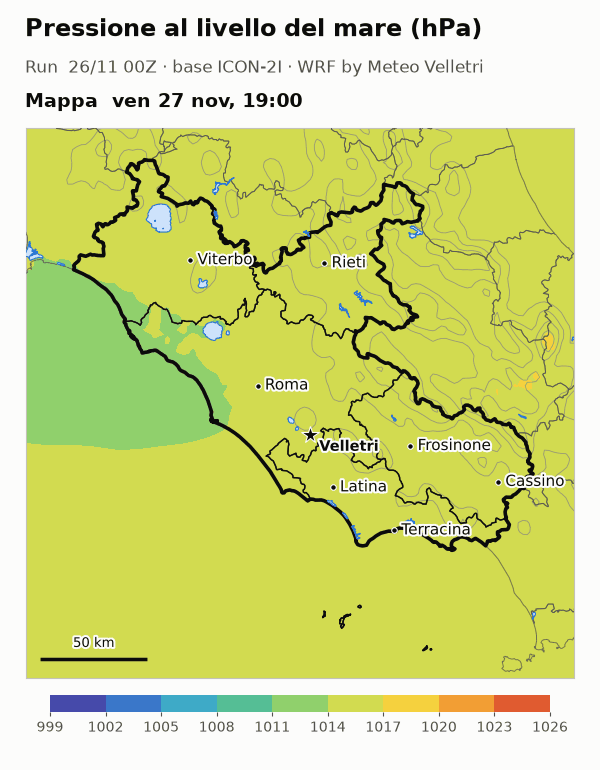 Pressione al livello del mare (hPa)
Run  26/11 00Z · base ICON-2I · WRF by Meteo Velletri
Mappa  ven 27 nov, 19:00
Viterbo
Rieti
Roma
Velletri
Frosinone
Cassino
Latina
Terracina
50 km
999 1002 1005 1008 1011 1014 1017 1020 1023 1026